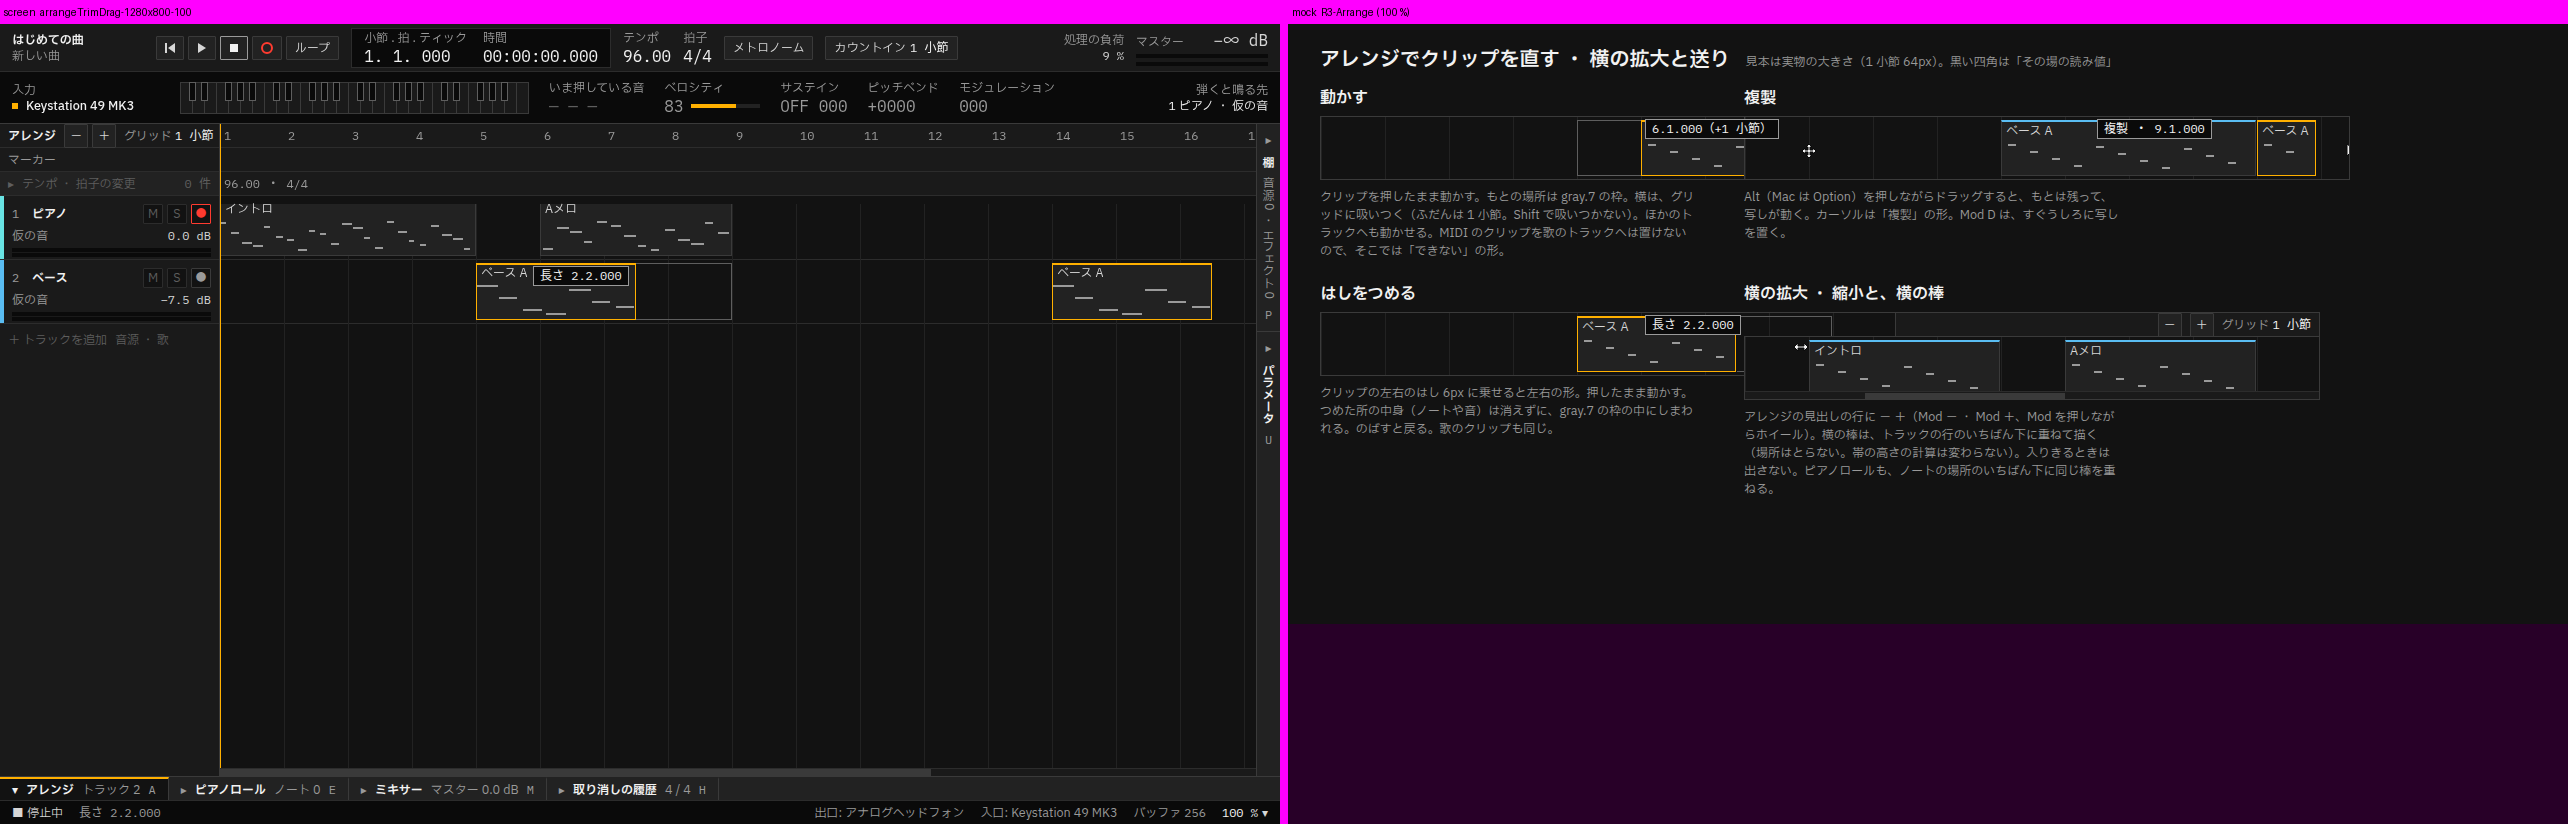 screen arrangeTrimDrag-1280x800-100
はじめての曲
新しい曲
ループ
小節 . 拍 . ティック
1. 1. 000
時間
00:00:00.000
テンポ
96.00
拍子
4/4
メトロノーム
カウントイン 1 小節
処理の負荷
9 %
マスター
−∞ dB
入力
Keystation 49 MK3
いま押している音
— — —
ベロシティ
83
サステイン
OFF 000
ピッチベンド
+0000
モジュレーション
000
弾くと鳴る先
1 ピアノ ・ 仮の音
アレンジ
−
+
グリッド 1 小節
1 2 3 4 5 6 7 8 9 10 11 12 13 14 15 16 1
マーカー
▸ テンポ ・ 拍子の変更
0 件
96.00 ・ 4/4
1 ピアノ
M S
仮の音
0.0 dB
イントロ
Aメロ
2 ベース
M S
仮の音
−7.5 dB
ベース A
長さ 2.2.000
ベース A
+ トラックを追加 音源 ・ 歌
▸
棚
音源 0 ・ エフェクト 0
P
▸
パラメータ
U
▾ アレンジ トラック 2 A
▸ ピアノロール ノート 0 E
▸ ミキサー マスター 0.0 dB M
▸ 取り消しの履歴 4 / 4 H
■ 停止中
長さ 2.2.000
出口: アナログヘッドフォン
入口: Keystation 49 MK3
バッファ 256
100 % ▾
mock R3-Arrange (100 %)
アレンジでクリップを直す ・ 横の拡大と送り
見本は実物の大きさ（1 小節 64px）。黒い四角は「その場の読み値」
動かす
6.1.000（+1 小節）
クリップを押したまま動かす。もとの場所は gray.7 の枠。横は、グリ
ッドに吸いつく（ふだんは 1 小節。Shift で吸いつかない）。ほかのト
ラックへも動かせる。MIDI のクリップを歌のトラックへは置けない
ので、そこでは「できない」の形。
複製
ベース A
複製 ・ 9.1.000
ベース A
Alt（Mac は Option）を押しながらドラッグすると、もとは残って、
写しが動く。カーソルは「複製」の形。Mod D は、すぐうしろに写し
を置く。
はしをつめる
ベース A
長さ 2.2.000
クリップの左右のはし 6px に乗せると左右の形。押したまま動かす。
つめた所の中身（ノートや音）は消えずに、gray.7 の枠の中にしまわ
れる。のばすと戻る。歌のクリップも同じ。
横の拡大 ・ 縮小と、横の棒
−
+
グリッド 1 小節
イントロ
Aメロ
アレンジの見出しの行に − +（Mod − ・ Mod +、Mod を押しなが
らホイール）。横の棒は、トラックの行のいちばん下に重ねて描く
（場所はとらない。帯の高さの計算は変わらない）。入りきるときは
出さない。ピアノロールも、ノートの場所のいちばん下に同じ棒を重
ねる。